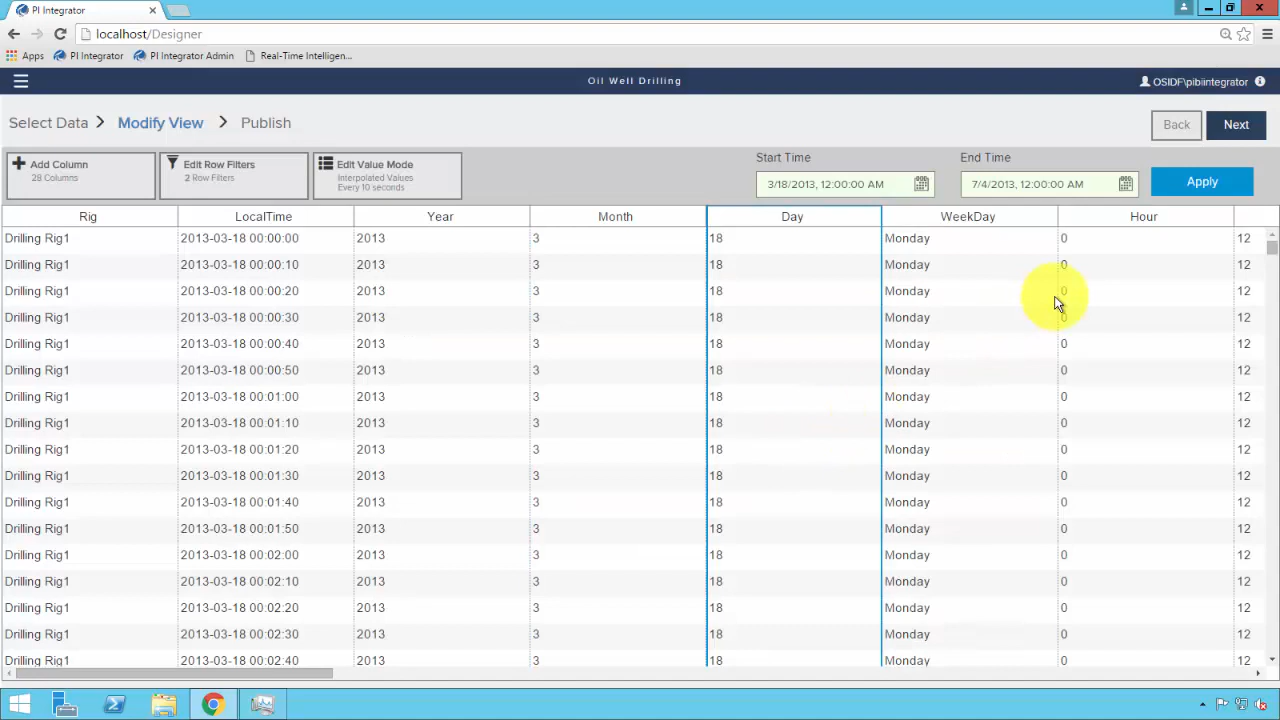 PI Integrator
localhost/Designer
Apps PI Integrator PI Integrator Admin Real-Time Intelligen...
Oil Well Drilling
OSIDF\pibiintegrator
Select Data > Modify View > Publish
Back Next
Add Column
28 Columns
Edit Row Filters
2 Row Filters
Edit Value Mode
Interpolated Values
Every 10 seconds
Start Time
3/18/2013, 12:00:00 AM
End Time
7/4/2013, 12:00:00 AM
Apply
Rig LocalTime Year Month Day WeekDay Hour
Drilling Rig1 2013-03-18 00:00:00 2013 3 18 Monday 0 12
Drilling Rig1 2013-03-18 00:00:10 2013 3 18 Monday 0 12
Drilling Rig1 2013-03-18 00:00:20 2013 3 18 Monday 0 12
Drilling Rig1 2013-03-18 00:00:30 2013 3 18 Monday 0 12
Drilling Rig1 2013-03-18 00:00:40 2013 3 18 Monday 0 12
Drilling Rig1 2013-03-18 00:00:50 2013 3 18 Monday 0 12
Drilling Rig1 2013-03-18 00:01:00 2013 3 18 Monday 0 12
Drilling Rig1 2013-03-18 00:01:10 2013 3 18 Monday 0 12
Drilling Rig1 2013-03-18 00:01:20 2013 3 18 Monday 0 12
Drilling Rig1 2013-03-18 00:01:30 2013 3 18 Monday 0 12
Drilling Rig1 2013-03-18 00:01:40 2013 3 18 Monday 0 12
Drilling Rig1 2013-03-18 00:01:50 2013 3 18 Monday 0 12
Drilling Rig1 2013-03-18 00:02:00 2013 3 18 Monday 0 12
Drilling Rig1 2013-03-18 00:02:10 2013 3 18 Monday 0 12
Drilling Rig1 2013-03-18 00:02:20 2013 3 18 Monday 0 12
Drilling Rig1 2013-03-18 00:02:30 2013 3 18 Monday 0 12
Drilling Rig1 2013-03-18 00:02:40 2013 3 18 Monday 0 12